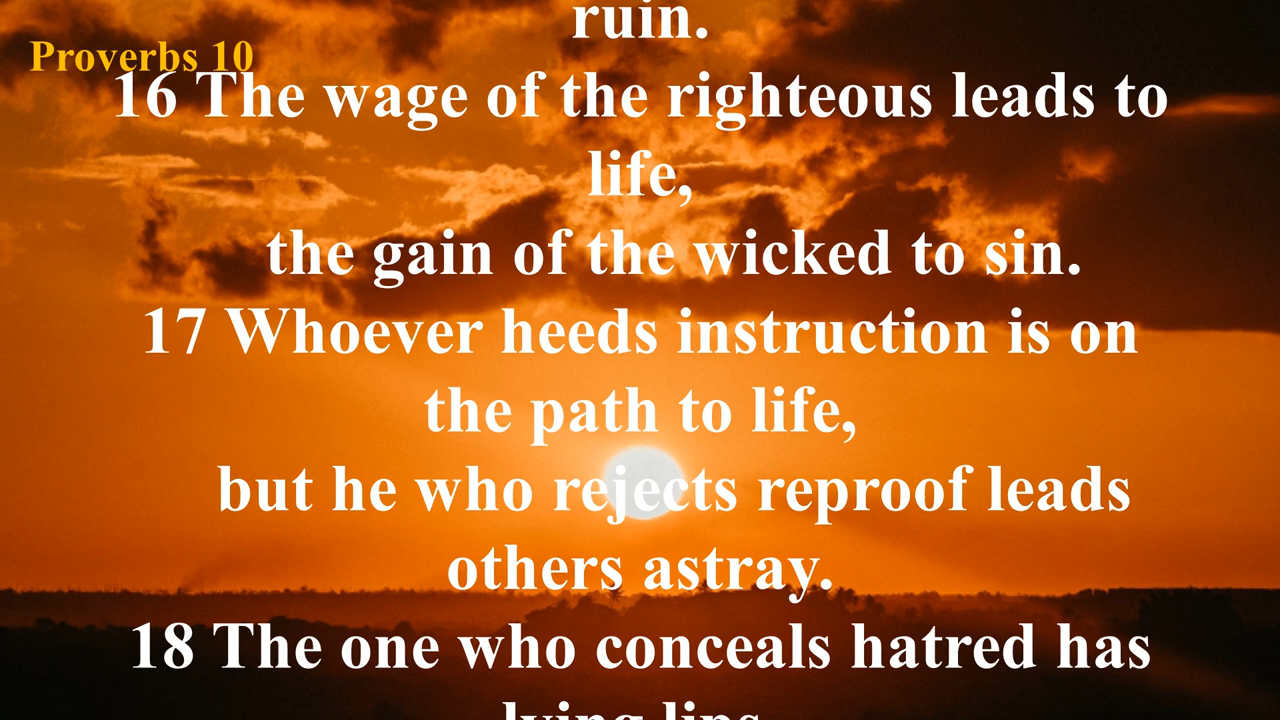 ruin.
Proverbs 10
16 The wage of the righteous leads to
life,
the gain of the wicked to sin.
17 Whoever heeds instruction is on
the path to life,
but he who rejects reproof leads
others astray.
18 The one who conceals hatred has
lying lips